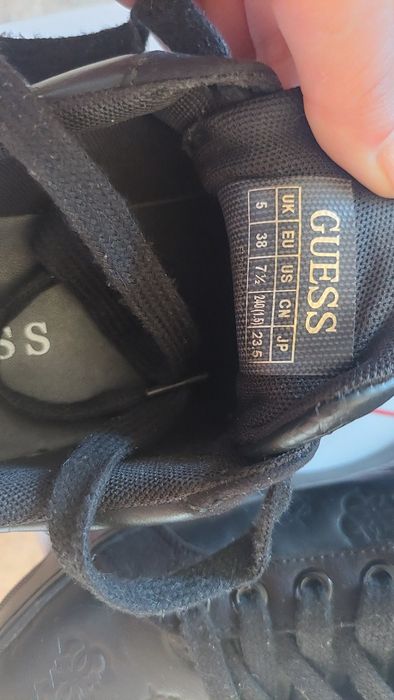 GUESS
UK EU US CN JP
5 38 7½ 240(1.5) 23,5
SS